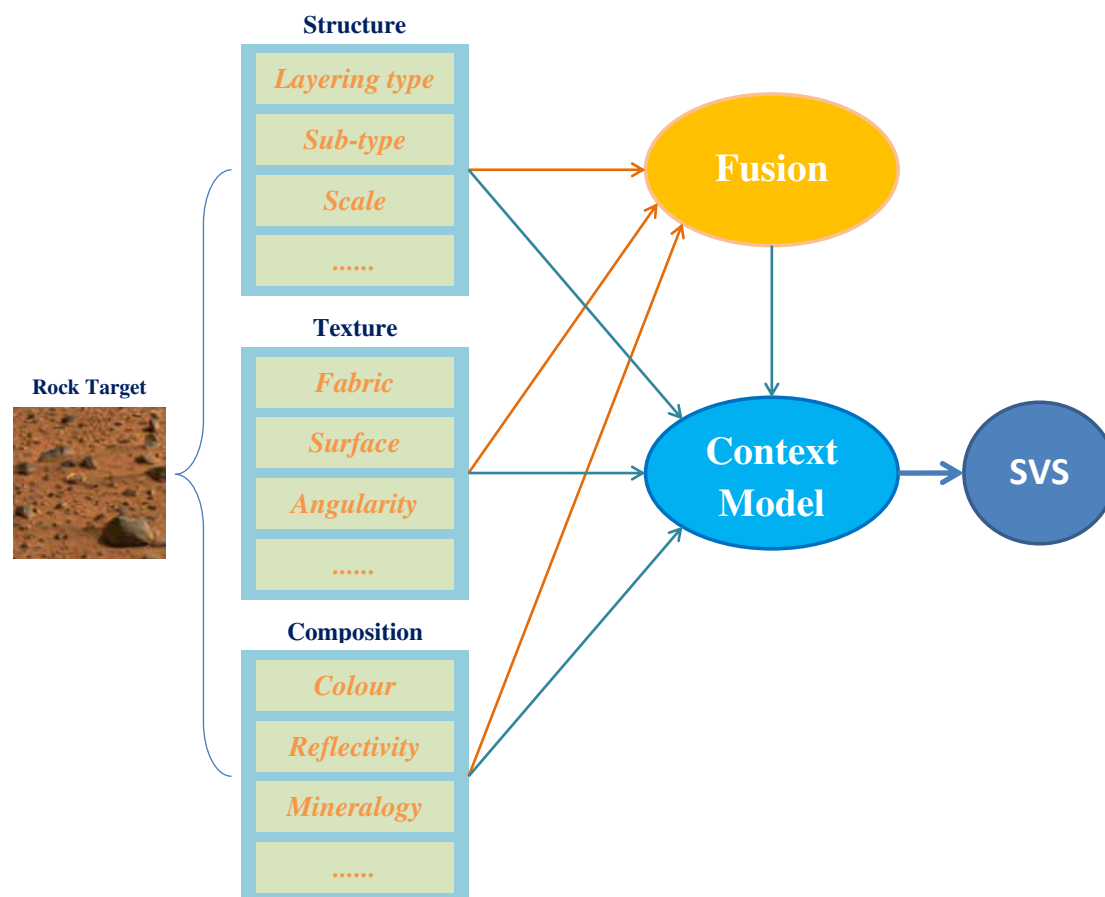 Rock Target
Structure
Layering type
Sub-type
Scale
......
Texture
Fabric
Surface
Angularity
......
Composition
Colour
Reflectivity
Mineralogy
......
Fusion
Context
Model
SVS